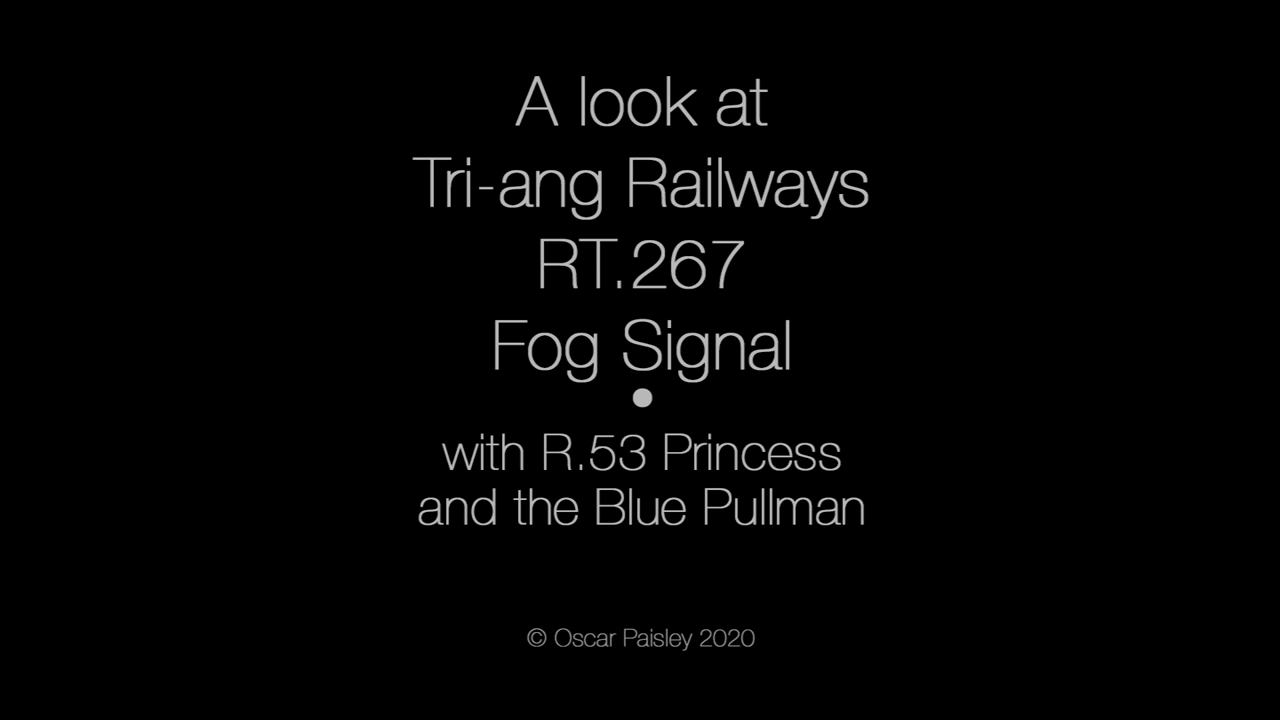 A look at
Tri-ang Railways
RT.267
Fog Signal
•
with R.53 Princess
and the Blue Pullman
© Oscar Paisley 2020